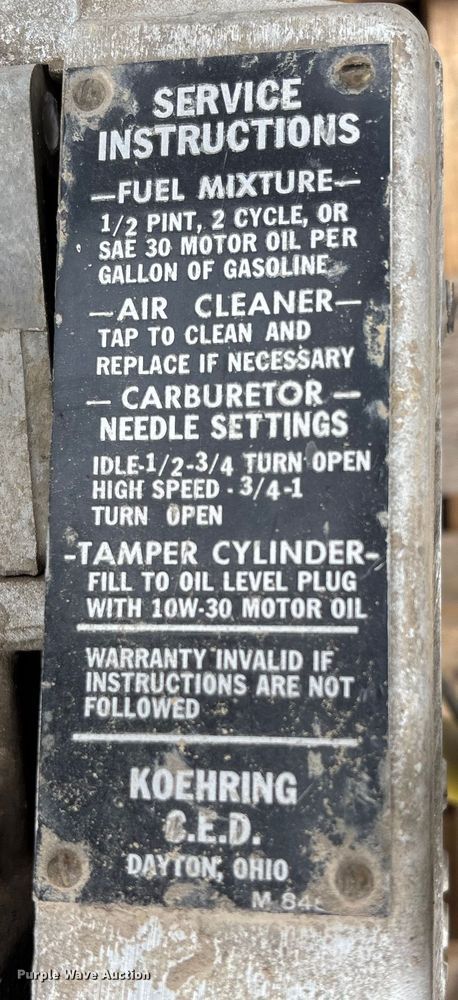 SERVICE
INSTRUCTIONS
—FUEL MIXTURE—
1/2 PINT, 2 CYCLE, OR
SAE 30 MOTOR OIL PER
GALLON OF GASOLINE
—AIR CLEANER—
TAP TO CLEAN AND
REPLACE IF NECESSARY
— CARBURETOR —
NEEDLE SETTINGS
IDLE-1/2-3/4 TURN OPEN
HIGH SPEED - 3/4-1
TURN OPEN
-TAMPER CYLINDER-
FILL TO OIL LEVEL PLUG
WITH 10W-30 MOTOR OIL
WARRANTY INVALID IF
INSTRUCTIONS ARE NOT
FOLLOWED
KOEHRING
C.E.D.
DAYTON, OHIO
M
Purple Wave Auction